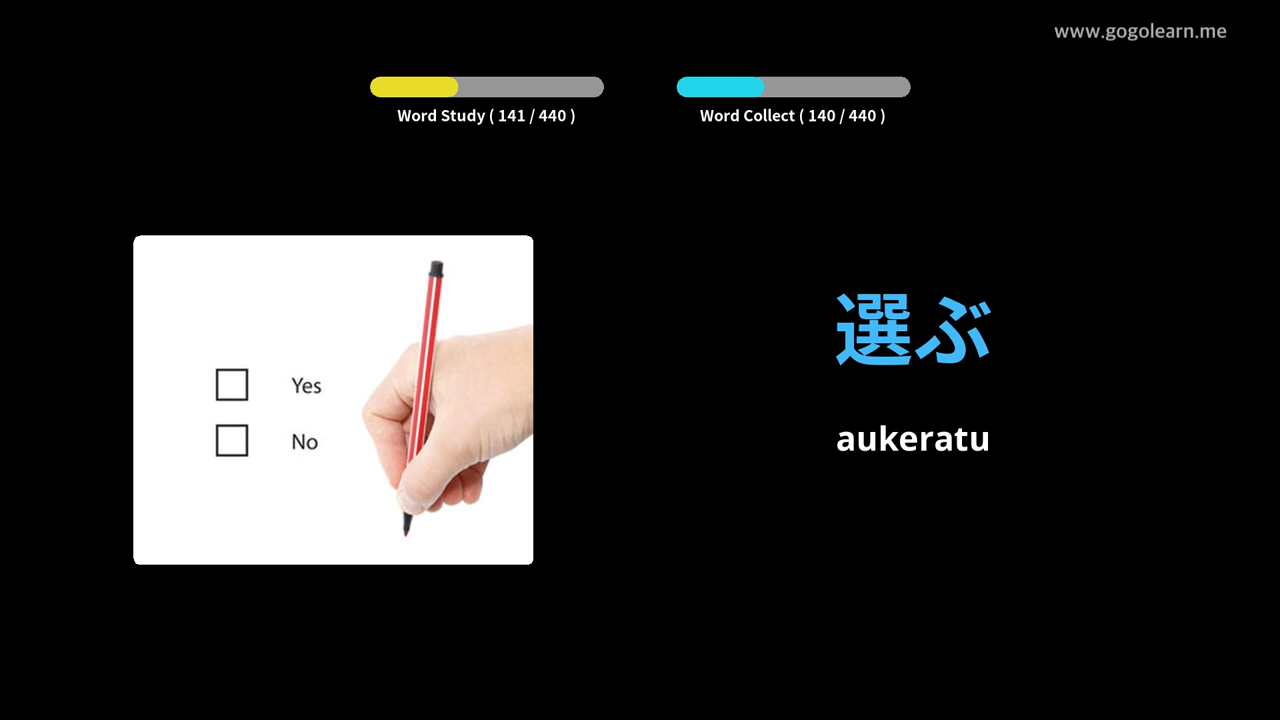 www.gogolearn.me
Word Study ( 141 / 440 )
Word Collect ( 140 / 440 )
Yes
No
選ぶ
aukeratu